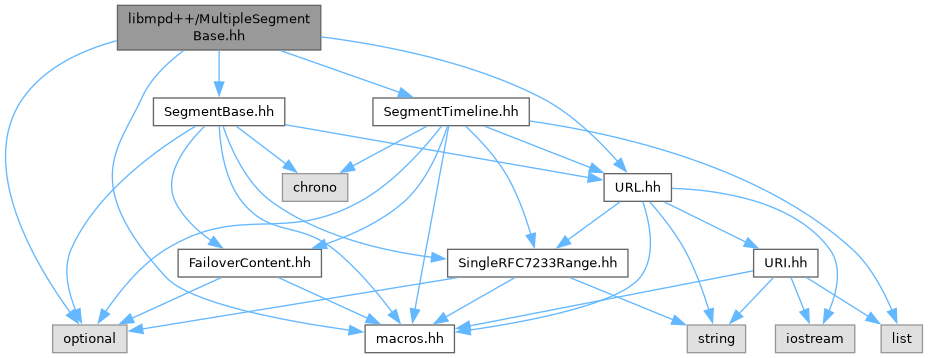 libmpd++/MultipleSegment
Base.hh
SegmentBase.hh
SegmentTimeline.hh
chrono
URL.hh
FailoverContent.hh
SingleRFC7233Range.hh
URI.hh
optional
macros.hh
string
iostream
list